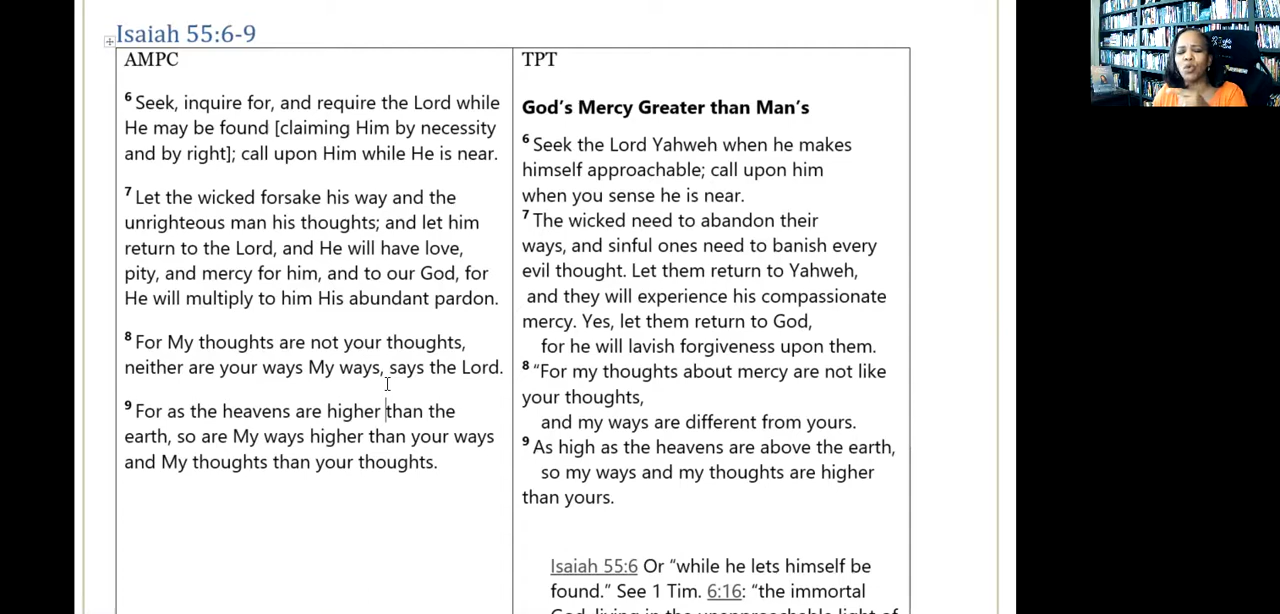 Isaiah 55:6-9
AMPC
6 Seek, inquire for, and require the Lord while
He may be found [claiming Him by necessity
and by right]; call upon Him while He is near.
7 Let the wicked forsake his way and the
unrighteous man his thoughts; and let him
return to the Lord, and He will have love,
pity, and mercy for him, and to our God, for
He will multiply to him His abundant pardon.
8 For My thoughts are not your thoughts,
neither are your ways My ways, says the Lord.
9 For as the heavens are higher than the
earth, so are My ways higher than your ways
and My thoughts than your thoughts.
TPT
God’s Mercy Greater than Man’s
6 Seek the Lord Yahweh when he makes
himself approachable; call upon him
when you sense he is near.
7 The wicked need to abandon their
ways, and sinful ones need to banish every
evil thought. Let them return to Yahweh,
and they will experience his compassionate
mercy. Yes, let them return to God,
for he will lavish forgiveness upon them.
8 “For my thoughts about mercy are not like
your thoughts,
and my ways are different from yours.
9 As high as the heavens are above the earth,
so my ways and my thoughts are higher
than yours.
Isaiah 55:6 Or “while he lets himself be
found.” See 1 Tim. 6:16: “the immortal
God, living in the unapproachable light of